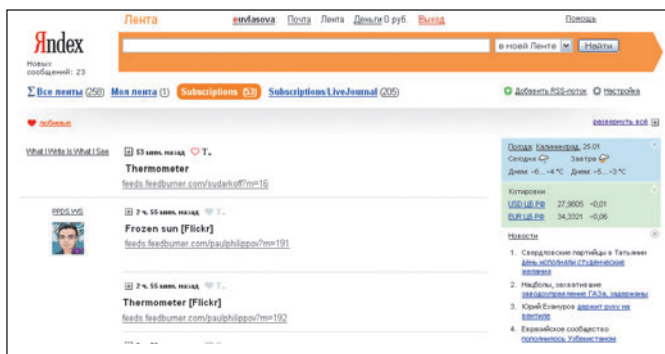 Лента
euvlasova Почта Лента Деньги 0 руб. Выход
Помощь
Яndex
Новых
сообщений: 23
в моей Ленте
Найти
Σ Все ленты (258) Моя лента (1) Subscriptions (53) Subscriptions/LiveJournal (205)
Добавить RSS-поток Настройка
любимые
развернуть всё
What I Write Is What I See
53 мин. назад
Thermometer
feeds.feedburner.com/sudarkoff?m=16
PPDS.WS
2 ч. 55 мин. назад
Frozen sun [Flickr]
feeds.feedburner.com/paulphilippov?m=191
2 ч. 55 мин. назад
Thermometer [Flickr]
feeds.feedburner.com/paulphilippov?m=192
Погода: Калининград, 25.01
Сегодня Завтра
Днем: -6...-4 °C Днем: -5...-3 °C
Котировки
USD ЦБ РФ 27,9805 -0,01
EUR ЦБ РФ 34,3321 -0,06
Новости
1. Свердловские партийцы в Татьянин
день исполняли студенческие
желания
2. Нацболы, захватившие
заводоуправление ГАЗа, задержаны
3. Юрий Ехануров держит руку на
вентиле
4. Евразийское сообщество
пополнилось Узбекистаном